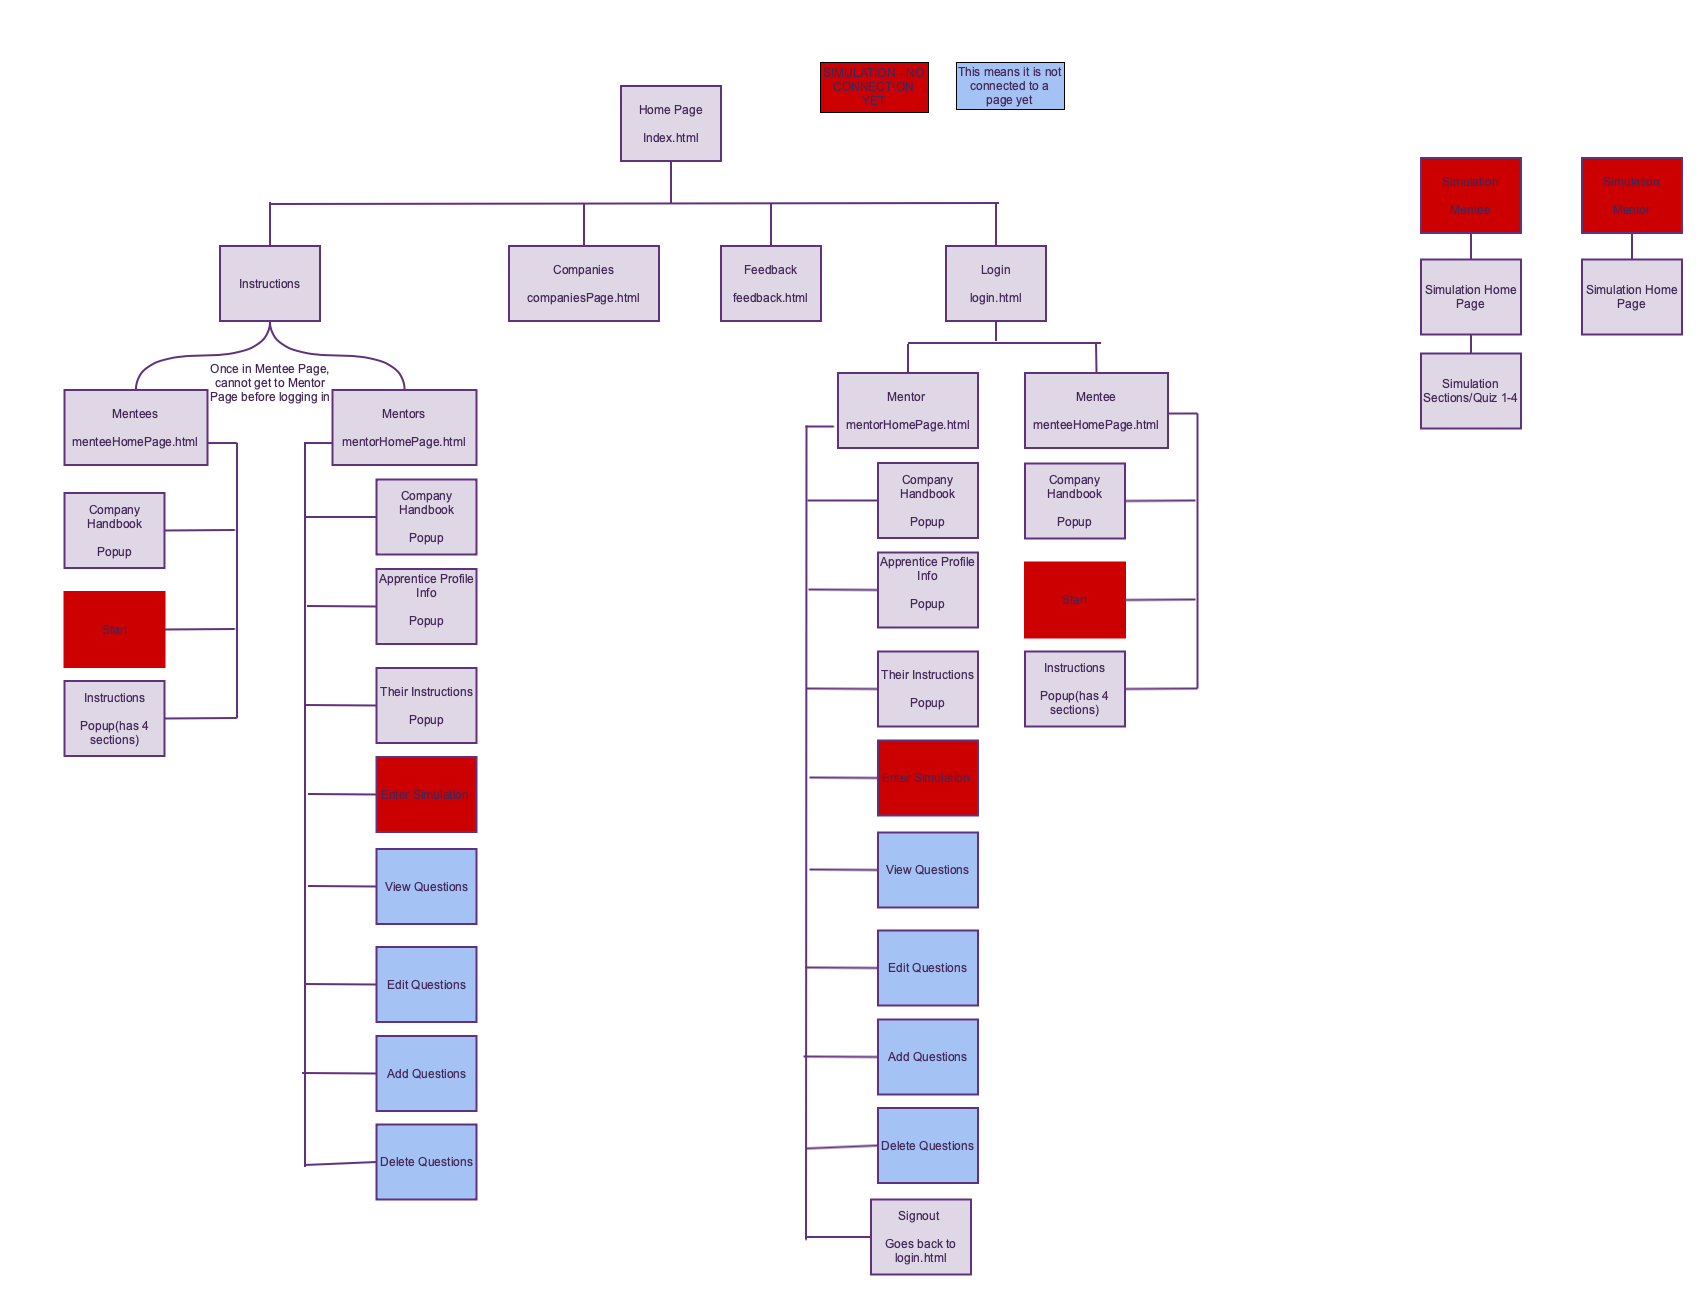 SIMULATION - NO
CONNECTION
YET
This means it is not
connected to a
page yet
Home Page
Index.html
Simulation
Mentee
Simulation
Mentor
Instructions
Companies
companiesPage.html
Feedback
feedback.html
Login
login.html
Simulation Home
Page
Simulation Home
Page
Once in Mentee Page,
cannot get to Mentor
Page before logging in
Simulation
Sections/Quiz 1-4
Mentees
menteeHomePage.html
Company
Handbook
Popup
Start
Instructions
Popup(has 4
sections)
Mentors
mentorHomePage.html
Company
Handbook
Popup
Apprentice Profile
Info
Popup
Their Instructions
Popup
Enter Simulation
View Questions
Edit Questions
Add Questions
Delete Questions
Mentor
mentorHomePage.html
Company
Handbook
Popup
Apprentice Profile
Info
Popup
Their Instructions
Popup
Enter Simulation
View Questions
Edit Questions
Add Questions
Delete Questions
Signout
Goes back to
login.html
Mentee
menteeHomePage.html
Company
Handbook
Popup
Start
Instructions
Popup(has 4
sections)